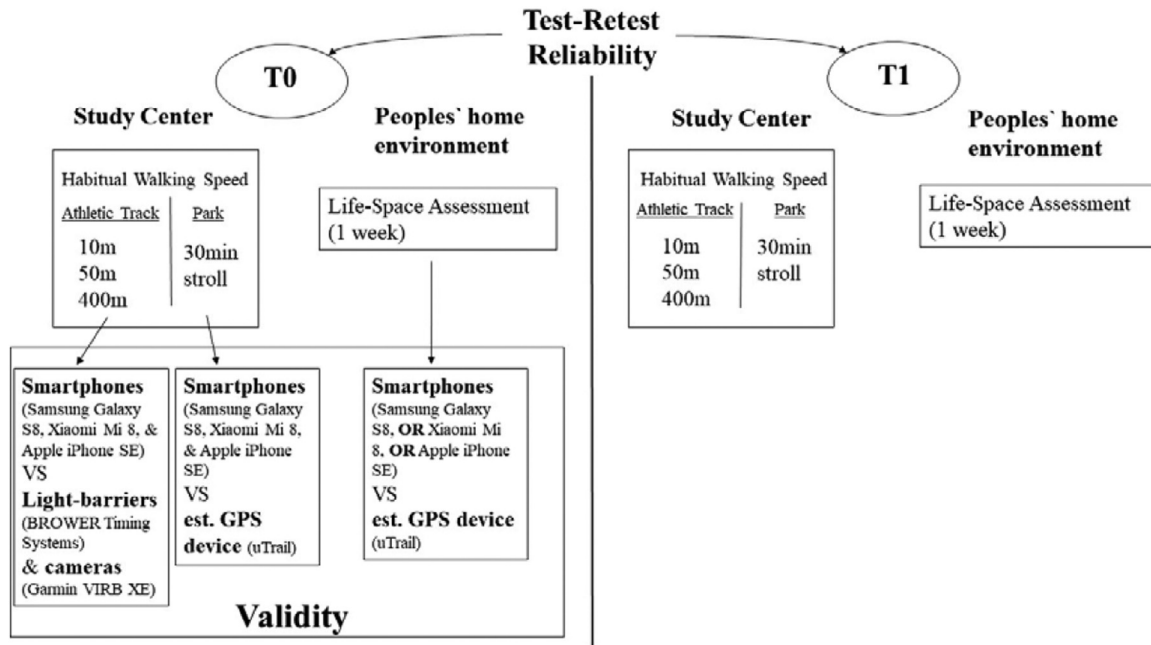 Test-Retest
Reliability
T0
Study Center
Peoples` home
environment
Habitual Walking Speed
Athletic Track
Park
10m
50m
400m
30min
stroll
Life-Space Assessment
(1 week)
Smartphones
(Samsung Galaxy
S8, Xiaomi Mi 8, &
Apple iPhone SE)
VS
Light-barriers
(BROWER Timing
Systems)
& cameras
(Garmin VIRB XE)
Smartphones
(Samsung Galaxy
S8, Xiaomi Mi 8,
& Apple iPhone
SE)
VS
est. GPS
device (uTrail)
Smartphones
(Samsung Galaxy
S8, OR Xiaomi Mi
8, OR Apple iPhone
SE)
VS
est. GPS device
(uTrail)
Validity
T1
Study Center
Peoples` home
environment
Habitual Walking Speed
Athletic Track
Park
10m
50m
400m
30min
stroll
Life-Space Assessment
(1 week)